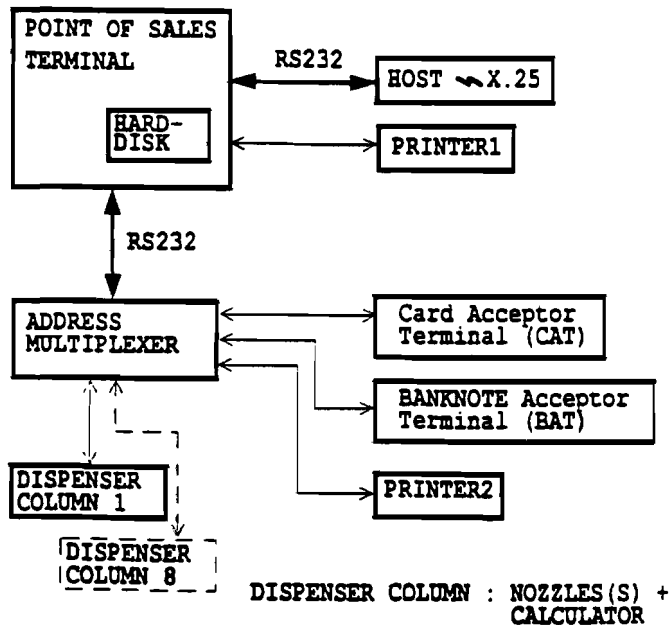 POINT OF SALES
TERMINAL
HARD-
DISK
RS232
HOST X.25
PRINTER1
RS232
ADDRESS
MULTIPLEXER
Card Acceptor
Terminal (CAT)
BANKNOTE Acceptor
Terminal (BAT)
PRINTER2
DISPENSER
COLUMN 1
DISPENSER
COLUMN 8
DISPENSER COLUMN : NOZZLES(S) +
CALCULATOR